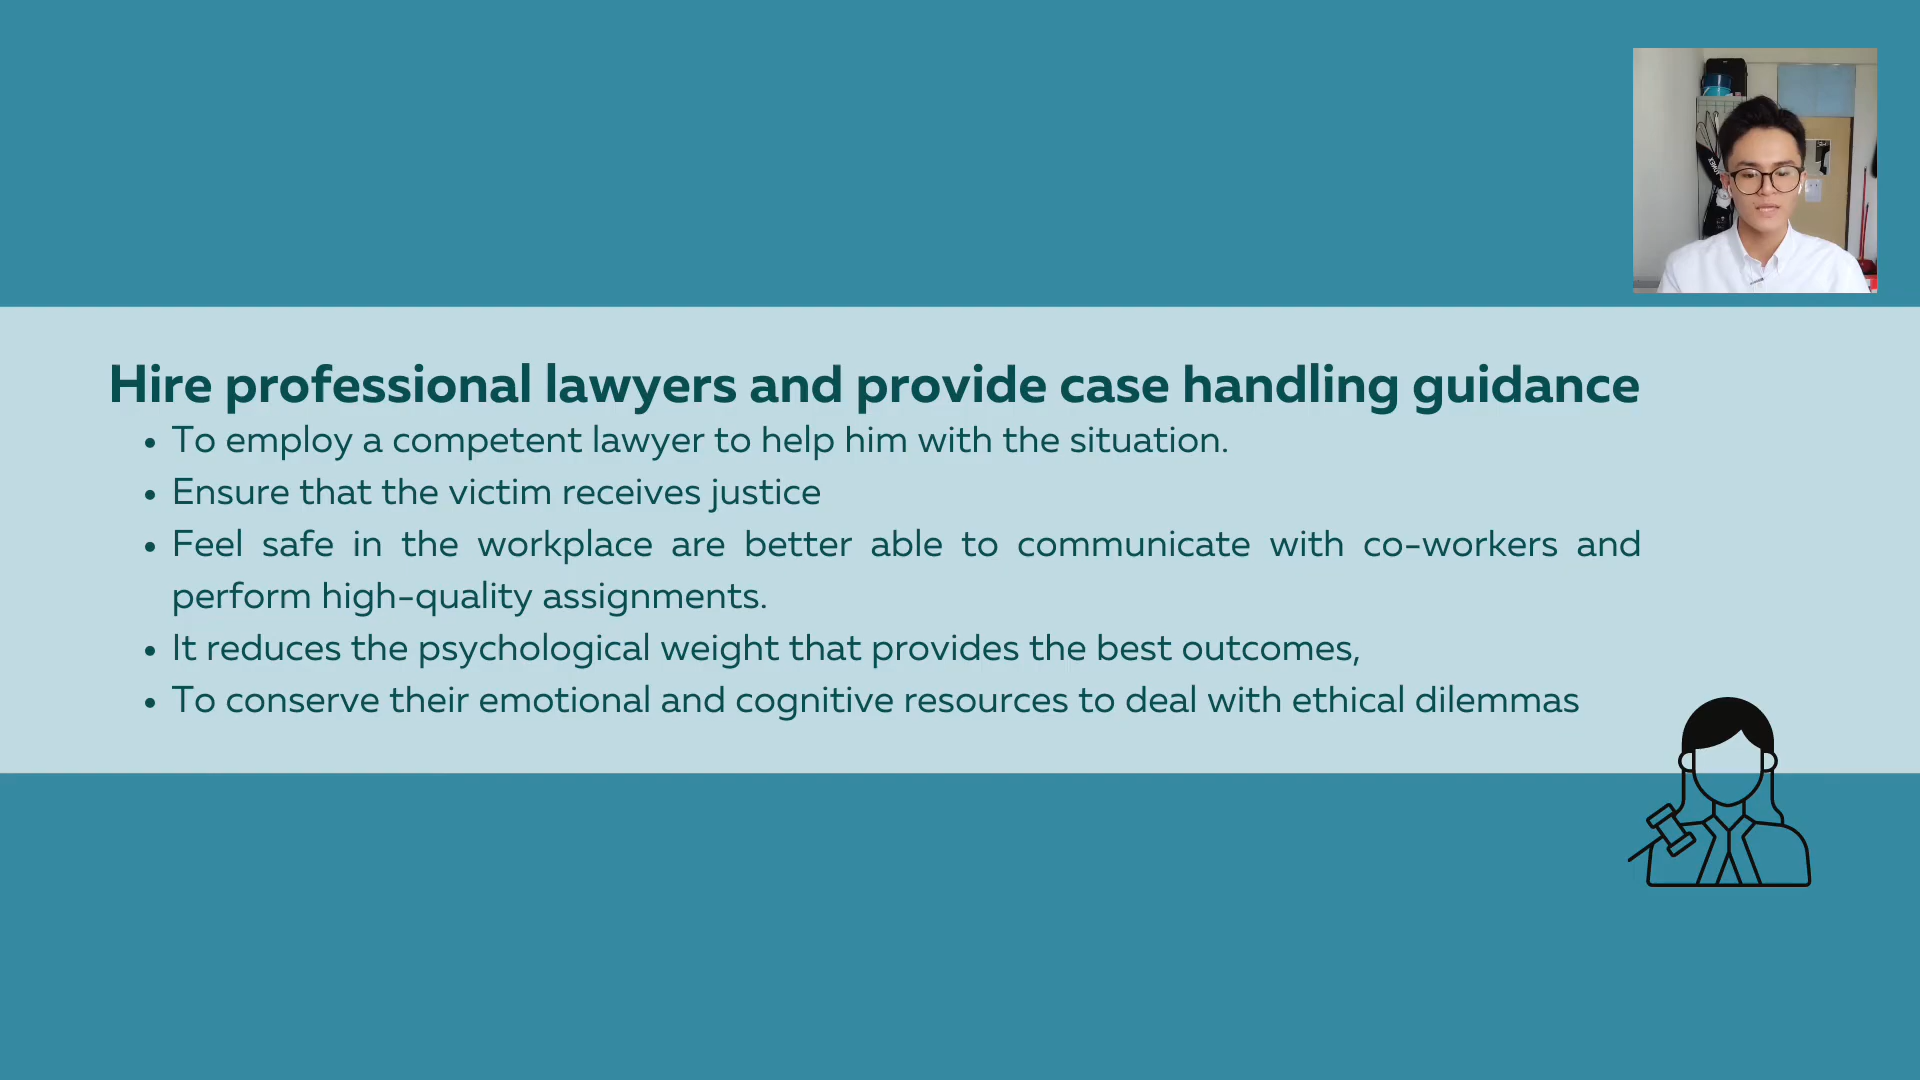 Hire professional lawyers and provide case handling guidance
• To employ a competent lawyer to help him with the situation.
• Ensure that the victim receives justice
• Feel safe in the workplace are better able to communicate with co-workers and
perform high-quality assignments.
• It reduces the psychological weight that provides the best outcomes,
• To conserve their emotional and cognitive resources to deal with ethical dilemmas